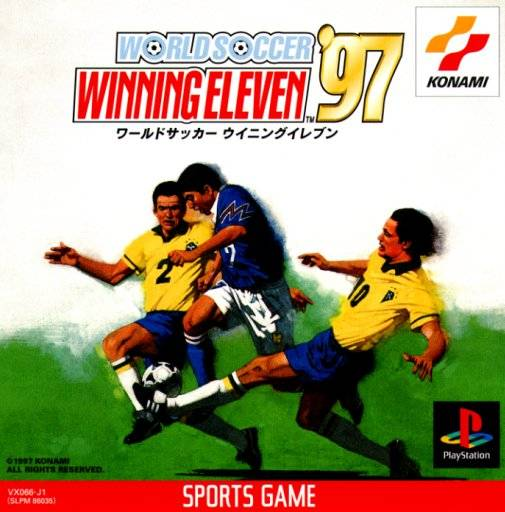 WORLD SOCCER
WINNING ELEVEN '97
TM
ワールドサッカー ウイニングイレブン
KONAMI
2
7
10
©1997 KONAMI
ALL RIGHTS RESERVED.
VX066-J1
(SLPM 86035)
SPORTS GAME
PlayStation